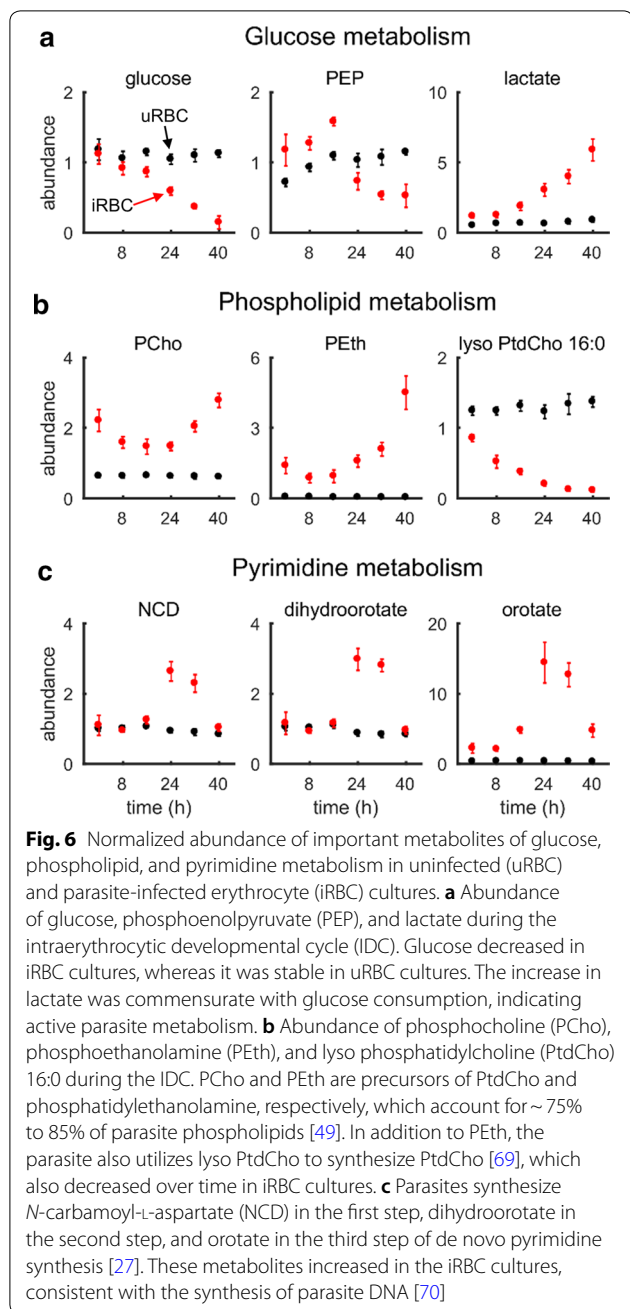 a Glucose metabolism
glucose PEP lactate
2 2 10
uRBC
abundance
1 1 5
iRBC
0 0 0
8 24 40 8 24 40 8 24 40
b Phospholipid metabolism
PCho PEth lyso PtdCho 16:0
4 6 2
abundance
2 3 1
0 0 0
8 24 40 8 24 40 8 24 40
c Pyrimidine metabolism
NCD dihydroorotate orotate
4 4 20
abundance
2 2 10
0 0 0
8 24 40 8 24 40 8 24 40
time (h) time (h) time (h)
Fig. 6 Normalized abundance of important metabolites of glucose,
phospholipid, and pyrimidine metabolism in uninfected (uRBC)
and parasite-infected erythrocyte (iRBC) cultures. a Abundance
of glucose, phosphoenolpyruvate (PEP), and lactate during the
intraerythrocytic developmental cycle (IDC). Glucose decreased in
iRBC cultures, whereas it was stable in uRBC cultures. The increase in
lactate was commensurate with glucose consumption, indicating
active parasite metabolism. b Abundance of phosphocholine (PCho),
phosphoethanolamine (PEth), and lyso phosphatidylcholine (PtdCho)
16:0 during the IDC. PCho and PEth are precursors of PtdCho and
phosphatidylethanolamine, respectively, which account for ~ 75%
to 85% of parasite phospholipids [49]. In addition to PEth, the
parasite also utilizes lyso PtdCho to synthesize PtdCho [69], which
also decreased over time in iRBC cultures. c Parasites synthesize
N-carbamoyl-L-aspartate (NCD) in the first step, dihydroorotate in
the second step, and orotate in the third step of de novo pyrimidine
synthesis [27]. These metabolites increased in the iRBC cultures,
consistent with the synthesis of parasite DNA [70]